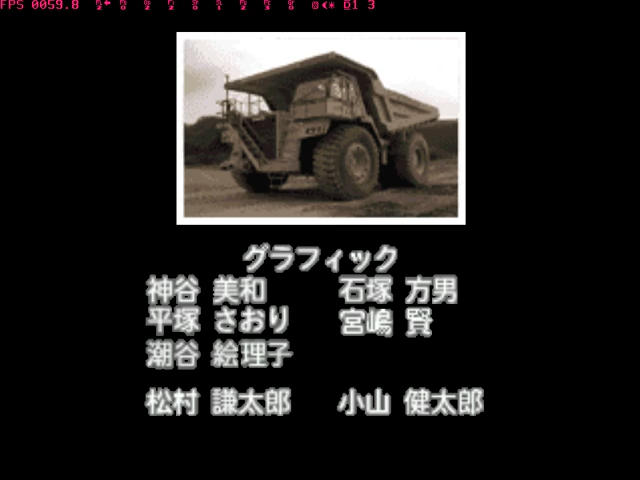 FPS 0059.8
グラフィック
神谷 美和 石塚 方男
平塚 さおり 宮嶋 賢
潮谷 絵理子
松村 謙太郎 小山 健太郎